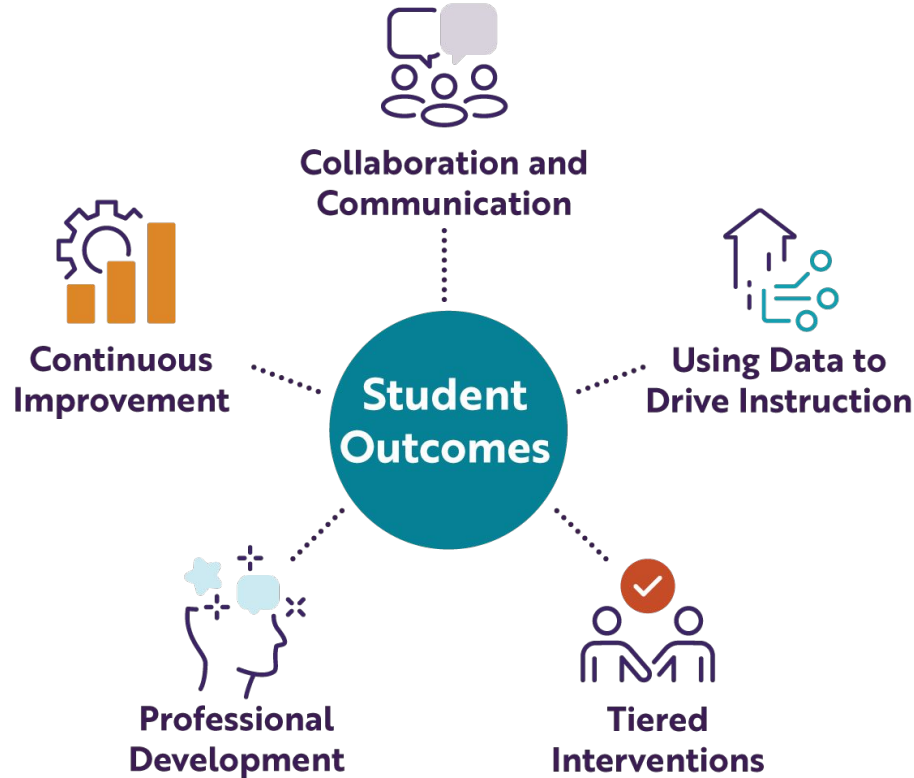 Collaboration and
Communication
Continuous
Improvement
Using Data to
Drive Instruction
Student
Outcomes
Professional
Development
Tiered
Interventions